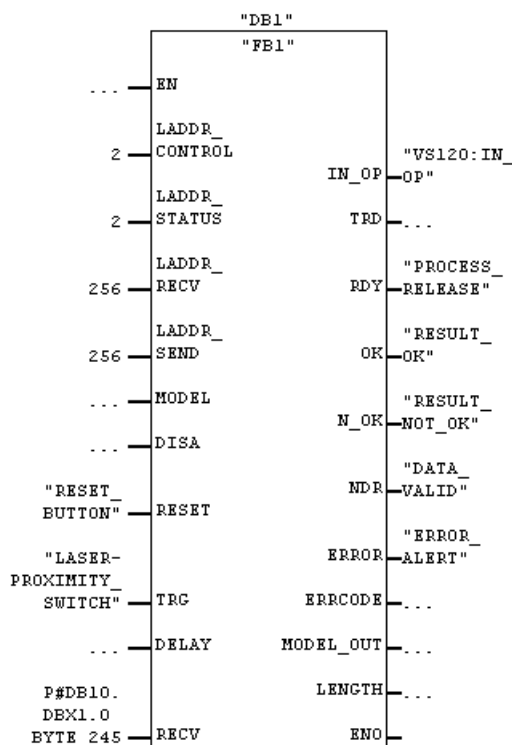 "DB1"
"FB1"
... EN
LADDR_
2 CONTROL
LADDR_
2 STATUS
LADDR_
256 RECV
LADDR_
256 SEND
... MODEL
... DISA
"RESET_
BUTTON" RESET
"LASER-
PROXIMITY_
SWITCH" TRG
... DELAY
P#DB10.
DBX1.0
BYTE 245 RECV
"VS120:IN_
IN_OP OP"
TRD ...
"PROCESS_
RDY RELEASE"
"RESULT_
OK OK"
"RESULT_
N_OK NOT_OK"
"DATA_
NDR VALID"
"ERROR_
ERROR ALERT"
ERRCODE ...
MODEL_OUT ...
LENGTH ...
ENO